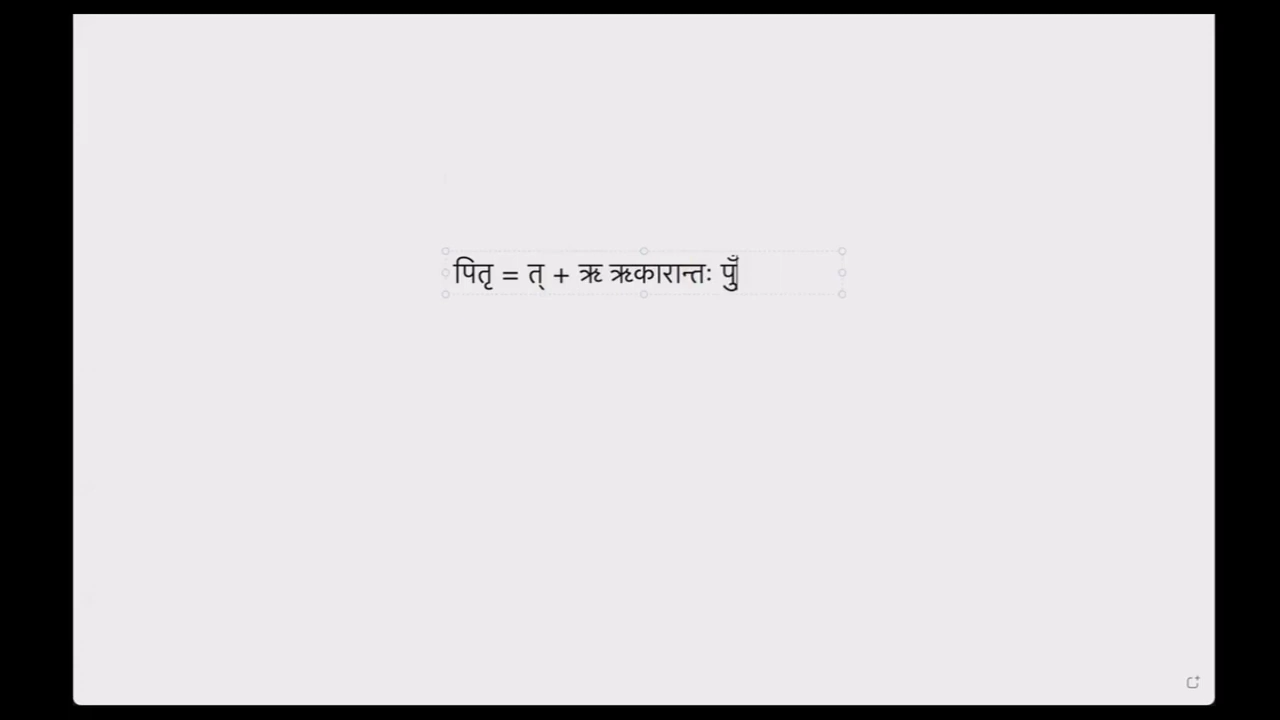 पितृ = त् + ऋ ऋकारान्तः पुँ